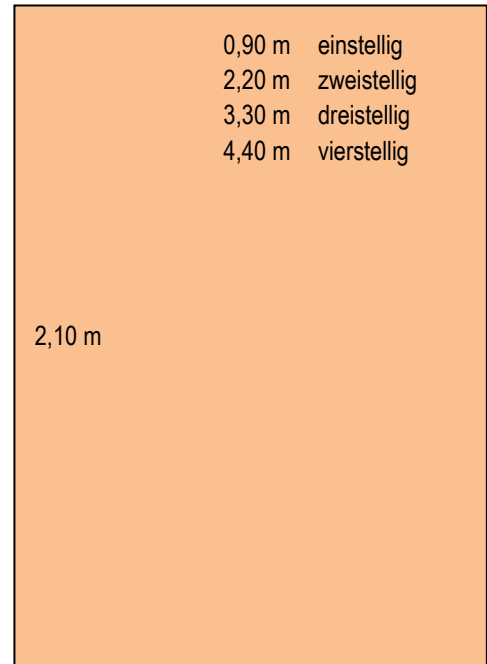 0,90 m einstellig
2,20 m zweistellig
3,30 m dreistellig
4,40 m vierstellig
2,10 m